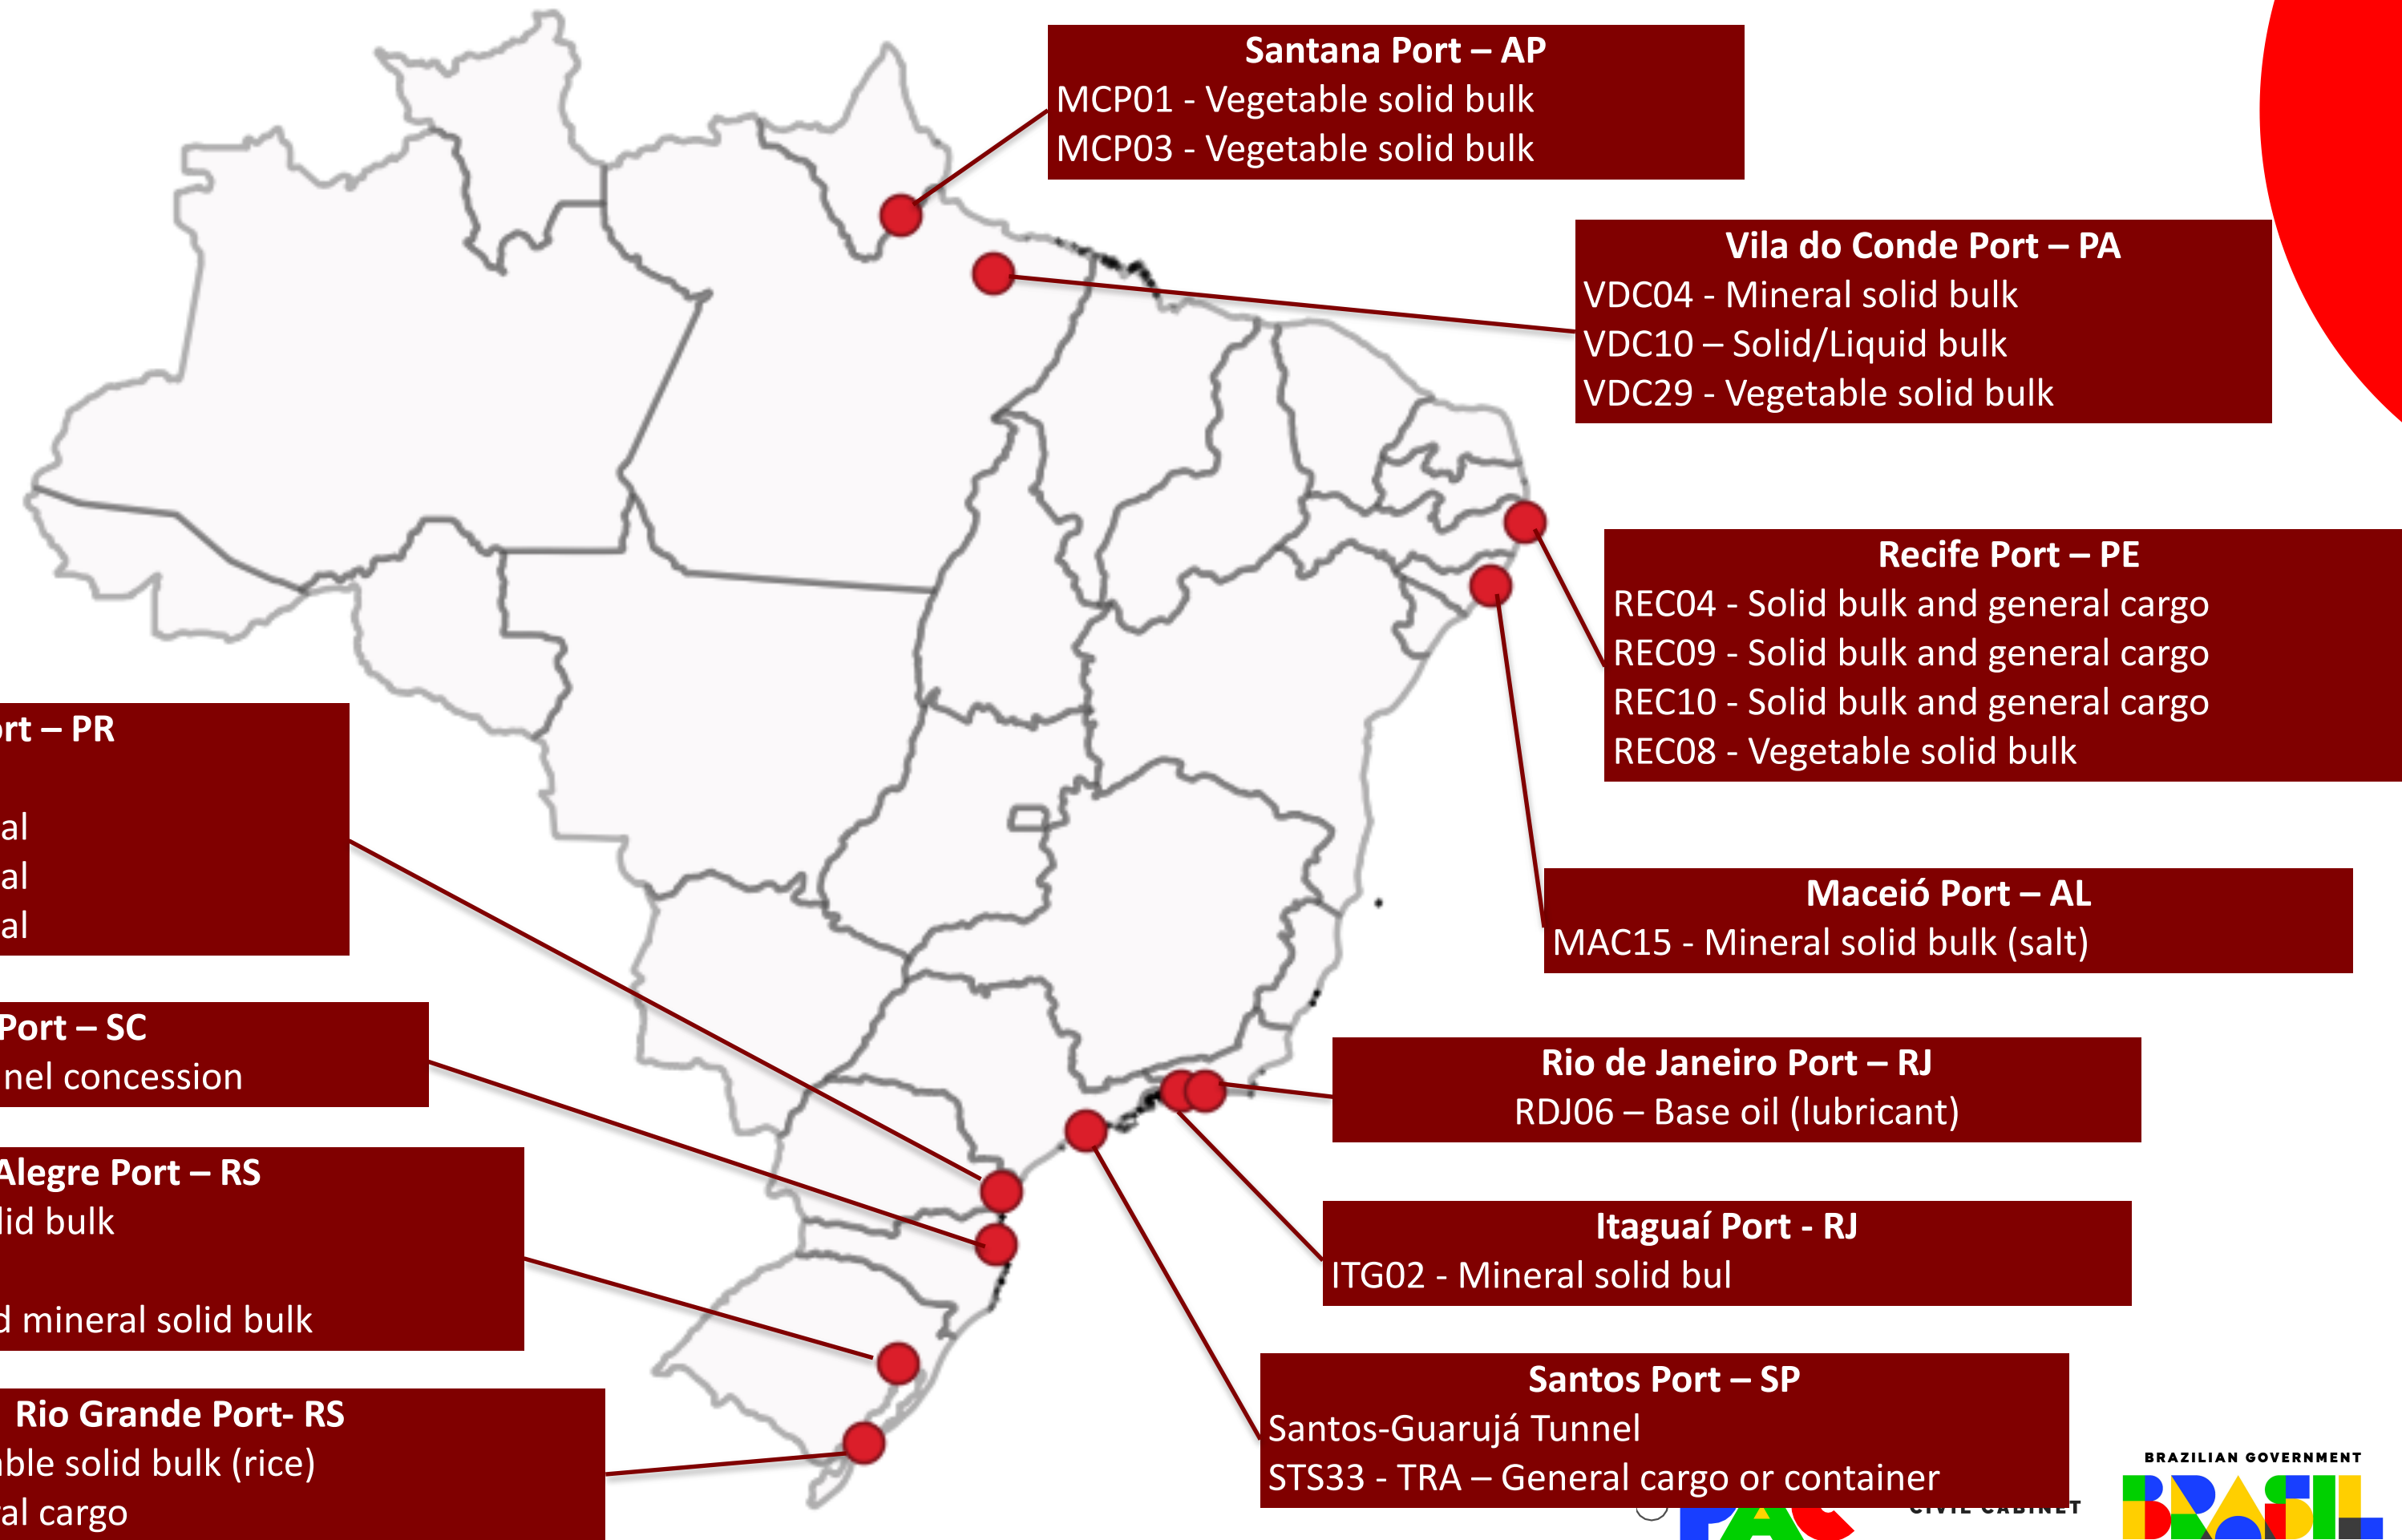 Santana Port – AP
MCP01 - Vegetable solid bulk
MCP03 - Vegetable solid bulk
Vila do Conde Port – PA
VDC04 - Mineral solid bulk
VDC10 – Solid/Liquid bulk
VDC29 - Vegetable solid bulk
Recife Port – PE
REC04 - Solid bulk and general cargo
REC09 - Solid bulk and general cargo
REC10 - Solid bulk and general cargo
REC08 - Vegetable solid bulk
Maceió Port – AL
MAC15 - Mineral solid bulk (salt)
Rio de Janeiro Port – RJ
RDJ06 – Base oil (lubricant)
Itaguaí Port - RJ
ITG02 - Mineral solid bul
Santos Port – SP
Santos-Guarujá Tunnel
STS33 - TRA – General cargo or container
ort – PR
al
al
al
Port – SC
nel concession
Alegre Port – RS
lid bulk
d mineral solid bulk
Rio Grande Port- RS
able solid bulk (rice)
al cargo
PAC
CIVIL CABINET
BRAZILIAN GOVERNMENT
BRASIL